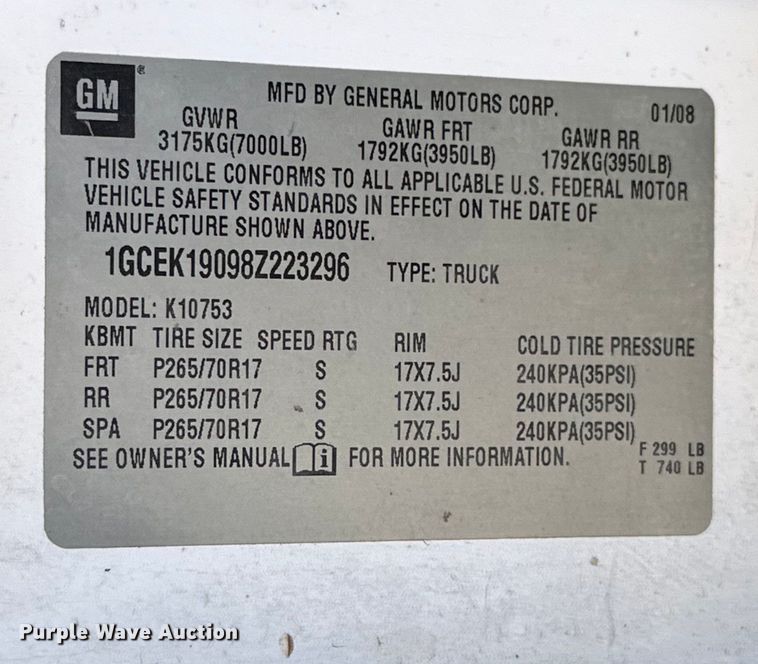 GM®
MFD BY GENERAL MOTORS CORP. 01/08
GVWR GAWR FRT GAWR RR
3175KG(7000LB) 1792KG(3950LB) 1792KG(3950LB)
THIS VEHICLE CONFORMS TO ALL APPLICABLE U.S. FEDERAL MOTOR
VEHICLE SAFETY STANDARDS IN EFFECT ON THE DATE OF
MANUFACTURE SHOWN ABOVE.
1GCEK19098Z223296 TYPE: TRUCK
MODEL: K10753
KBMT TIRE SIZE SPEED RTG RIM COLD TIRE PRESSURE
FRT P265/70R17 S 17X7.5J 240KPA(35PSI)
RR P265/70R17 S 17X7.5J 240KPA(35PSI)
SPA P265/70R17 S 17X7.5J 240KPA(35PSI)
SEE OWNER'S MANUAL i FOR MORE INFORMATION.
F 299 LB
T 740 LB
Purple Wave Auction